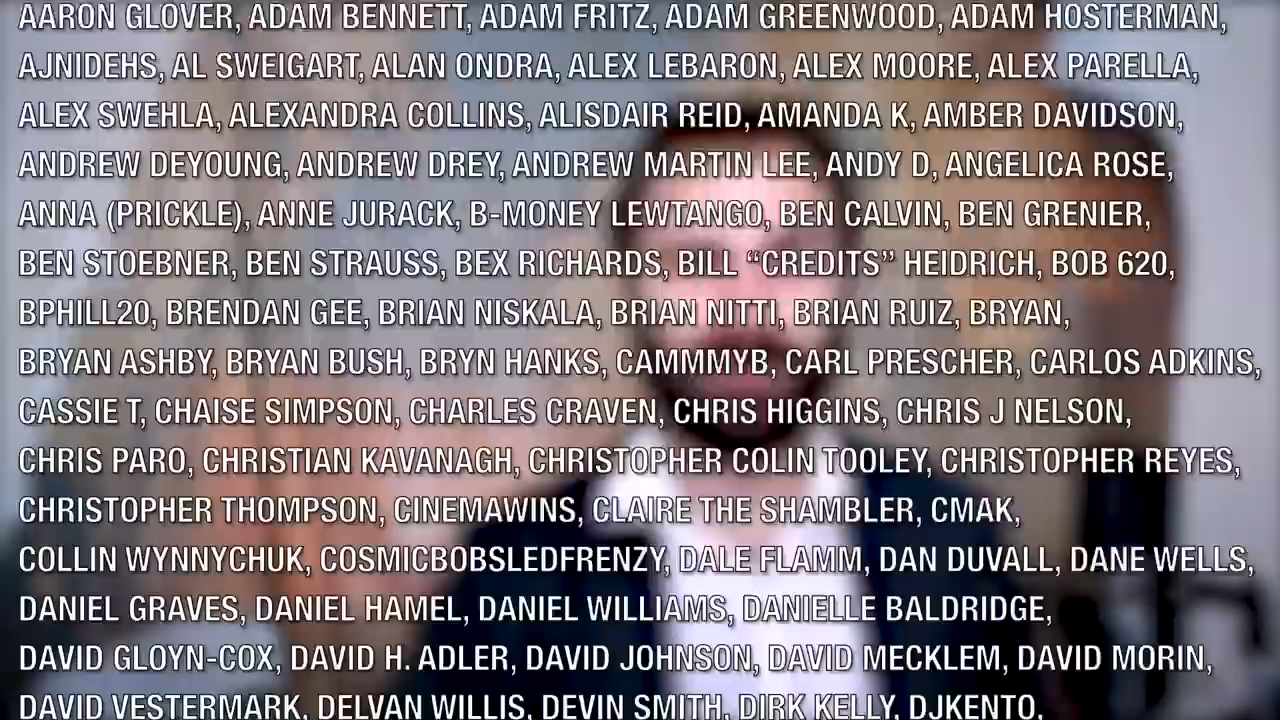 AARON GLOVER, ADAM BENNETT, ADAM FRITZ, ADAM GREENWOOD, ADAM HOSTERMAN,
AJNIDEHS, AL SWEIGART, ALAN ONDRA, ALEX LEBARON, ALEX MOORE, ALEX PARELLA,
ALEX SWEHLA, ALEXANDRA COLLINS, ALISDAIR REID, AMANDA K, AMBER DAVIDSON,
ANDREW DEYOUNG, ANDREW DREY, ANDREW MARTIN LEE, ANDY D, ANGELICA ROSE,
ANNA (PRICKLE), ANNE JURACK, B-MONEY LEWTANGO, BEN CALVIN, BEN GRENIER,
BEN STOEBNER, BEN STRAUSS, BEX RICHARDS, BILL “CREDITS” HEIDRICH, BOB 620,
BPHILL20, BRENDAN GEE, BRIAN NISKALA, BRIAN NITTI, BRIAN RUIZ, BRYAN,
BRYAN ASHBY, BRYAN BUSH, BRYN HANKS, CAMMMYB, CARL PRESCHER, CARLOS ADKINS,
CASSIE T, CHAISE SIMPSON, CHARLES CRAVEN, CHRIS HIGGINS, CHRIS J NELSON,
CHRIS PARO, CHRISTIAN KAVANAGH, CHRISTOPHER COLIN TOOLEY, CHRISTOPHER REYES,
CHRISTOPHER THOMPSON, CINEMAWINS, CLAIRE THE SHAMBLER, CMAK,
COLLIN WYNNYCHUK, COSMICBOBSLEDFRENZY, DALE FLAMM, DAN DUVALL, DANE WELLS,
DANIEL GRAVES, DANIEL HAMEL, DANIEL WILLIAMS, DANIELLE BALDRIDGE,
DAVID GLOYN-COX, DAVID H. ADLER, DAVID JOHNSON, DAVID MECKLEM, DAVID MORIN,
DAVID VESTERMARK, DELVAN WILLIS, DEVIN SMITH, DIRK KELLY, DJKENTO,